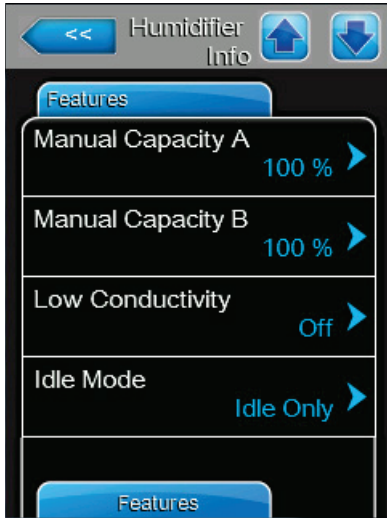 <<
Humidifier
Info
Features
Manual Capacity A
100 %
Manual Capacity B
100 %
Low Conductivity
Off
Idle Mode
Idle Only
Features